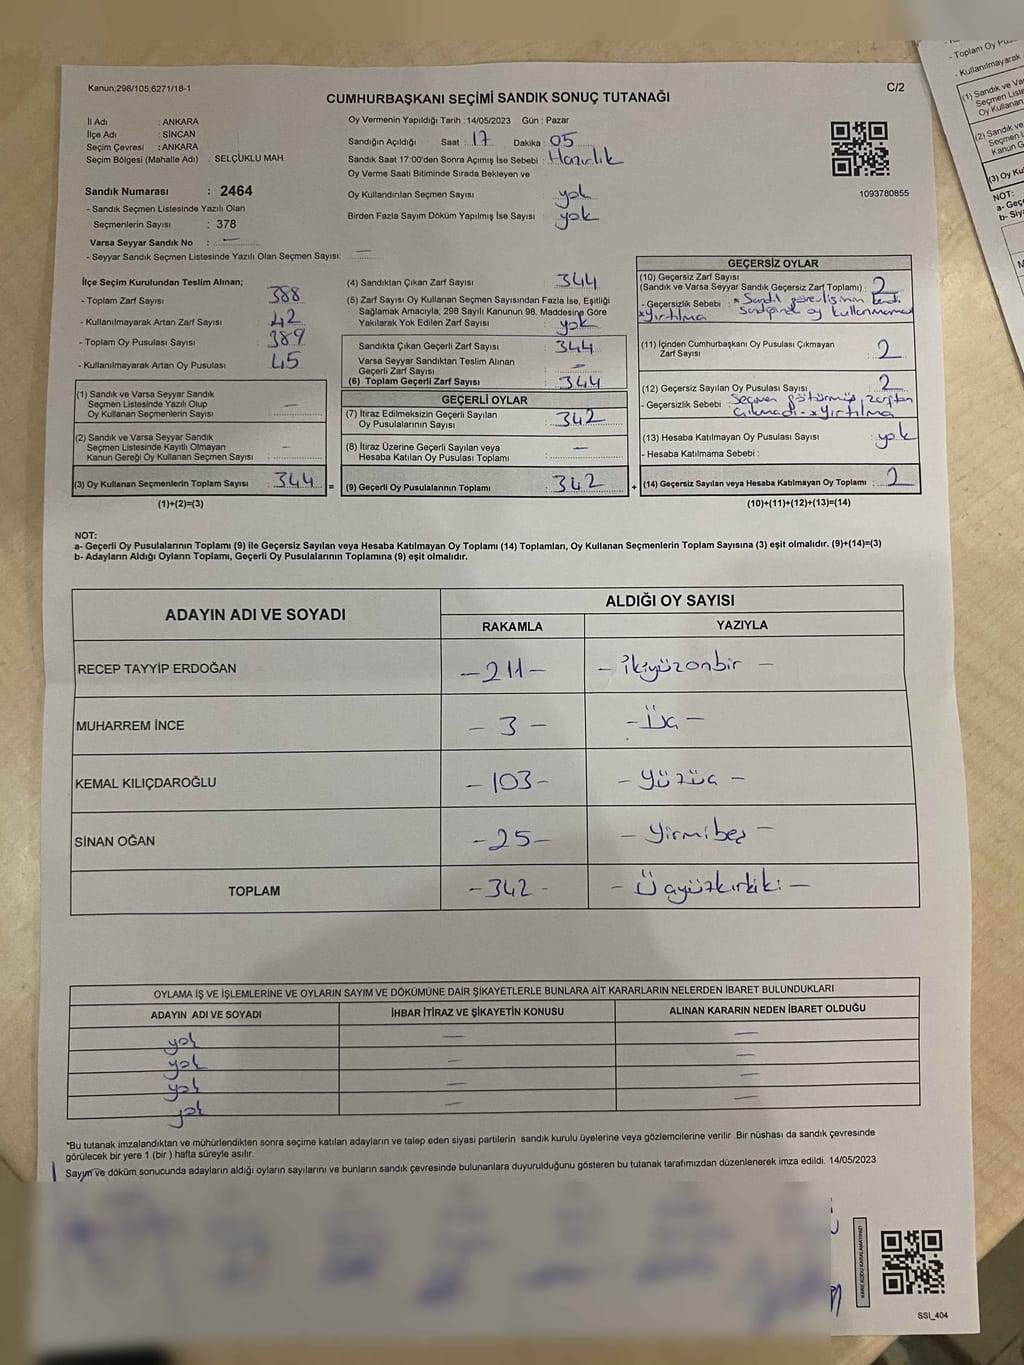 Kanun;298/105,6271/18-1
C/2
CUMHURBAŞKANI SEÇİMİ SANDIK SONUÇ TUTANAĞI
İl Adı : ANKARA
İlçe Adı : SİNCAN
Seçim Çevresi : ANKARA
Seçim Bölgesi (Mahalle Adı) : SELÇUKLU MAH.
Sandık Numarası : 2464
- Sandık Seçmen Listesinde Yazılı Olan
Seçmenlerin Sayısı : 378
Varsa Seyyar Sandık No : —
- Seyyar Sandık Seçmen Listesinde Yazılı Olan Seçmen Sayısı: —
Oy Vermenin Yapıldığı Tarih : 14/05/2023 Gün : Pazar
Sandığın Açıldığı Saat : 17 Dakika : 05
Sandık Saat 17:00'den Sonra Açımış İse Sebebi : Hazırlık
Oy Verme Saati Bitiminde Sırada Bekleyen ve
Oy Kullandırılan Seçmen Sayısı : yok
Birden Fazla Sayım Döküm Yapılmış İse Sayısı : yok
1093780855
İlçe Seçim Kurulundan Teslim Alınan;
- Toplam Zarf Sayısı : 388
- Kullanılmayarak Artan Zarf Sayısı : 42
- Toplam Oy Pusulası Sayısı : 389
- Kullanılmayarak Artan Oy Pusulası : 45
(1) Sandık ve Varsa Seyyar Sandık
Seçmen Listesinde Yazılı Olup
Oy Kullanan Seçmenlerin Sayısı : —
(2) Sandık ve Varsa Seyyar Sandık
Seçmen Listesinde Kayıtlı Olmayan
Kanun Gereği Oy Kullanan Seçmen Sayısı : —
(3) Oy Kullanan Seçmenlerin Toplam Sayısı : 344
(1)+(2)=(3)
=
(4) Sandıktan Çıkan Zarf Sayısı : 344
(5) Zarf Sayısı Oy Kullanan Seçmen Sayısından Fazla İse, Eşitliği
Sağlamak Amacıyla; 298 Sayılı Kanunun 98. Maddesine Göre
Yakılarak Yok Edilen Zarf Sayısı : yok
Sandıkta Çıkan Geçerli Zarf Sayısı : 344
Varsa Seyyar Sandıktan Teslim Alınan
Geçerli Zarf Sayısı : —
(6) Toplam Geçerli Zarf Sayısı : 344
GEÇERLİ OYLAR
(7) İtiraz Edilmeksizin Geçerli Sayılan
Oy Pusulalarının Sayısı : 342
(8) İtiraz Üzerine Geçerli Sayılan veya
Hesaba Katılan Oy Pusulası Toplamı : —
(9) Geçerli Oy Pusulalarının Toplamı : 342
+
GEÇERSİZ OYLAR
(10) Geçersiz Zarf Sayısı
(Sandık ve Varsa Seyyar Sandık Geçersiz Zarf Toplamı) : 2
- Geçersizlik Sebebi : * Sandık görevlisinin kendi
*Yırtılma sandığında oy kullanmaması
(11) İçinden Cumhurbaşkanı Oy Pusulası Çıkmayan
Zarf Sayısı : 2
(12) Geçersiz Sayılan Oy Pusulası Sayısı : 2
- Geçersizlik Sebebi : Seçmen götürmüş, zarftan
çıkmadı - *Yırtılma
(13) Hesaba Katılmayan Oy Pusulası Sayısı : yok
- Hesaba Katılmama Sebebi :
(14) Geçersiz Sayılan veya Hesaba Katılmayan Oy Toplamı : 2
(10)+(11)+(12)+(13)=(14)
NOT:
a- Geçerli Oy Pusulalarının Toplamı (9) ile Geçersiz Sayılan veya Hesaba Katılmayan Oy Toplamı (14) Toplamları, Oy Kullanan Seçmenlerin Toplam Sayısına (3) eşit olmalıdır. (9)+(14)=(3)
b- Adayların Aldığı Oyların Toplamı, Geçerli Oy Pusulalarının Toplamına (9) eşit olmalıdır.
ADAYIN ADI VE SOYADI ALDIĞI OY SAYISI
RAKAMLA YAZIYLA
RECEP TAYYİP ERDOĞAN -211- - ikiyüzonbir -
MUHARREM İNCE - 3 - - Üç -
KEMAL KILIÇDAROĞLU - 103 - - Yüzüç -
SİNAN OĞAN -25- - Yirmibeş -
TOPLAM -342- - Üçyüzkırkiki -
OYLAMA İŞ VE İŞLEMLERİNE VE OYLARIN SAYIM VE DÖKÜMÜNE DAİR ŞİKAYETLERLE BUNLARA AİT KARARLARIN NELERDEN İBARET BULUNDUKLARI
ADAYIN ADI VE SOYADI İHBAR İTİRAZ VE ŞİKAYETİN KONUSU ALINAN KARARIN NEDEN İBARET OLDUĞU
yok — —
yok — —
yok — —
yok — —
*Bu tutanak imzalandıktan ve mühürlendikten sonra seçime katılan adayların ve talep eden siyasi partilerin sandık kurulu üyelerine veya gözlemcilerine verilir .Bir nüshası da sandık çevresinde
görülecek bir yere 1 (bir ) hafta süreyle asılır.
Sayım ve döküm sonucunda adayların aldığı oyların sayılarını ve bunların sandık çevresinde bulunanlara duyurulduğunu gösteren bu tutanak tarafımızdan düzenlenerek imza edildi. 14/05/2023
KARE KODU KARALAMAYINIZ!
SSI_404
- Toplam Oy
- Kullanılmayarak
(1) Sandık ve
Seçmen
Oy Kullanan
(2) Sandık ve
Seçmen
Kanun
(3) Oy
NOT:
a-
b-